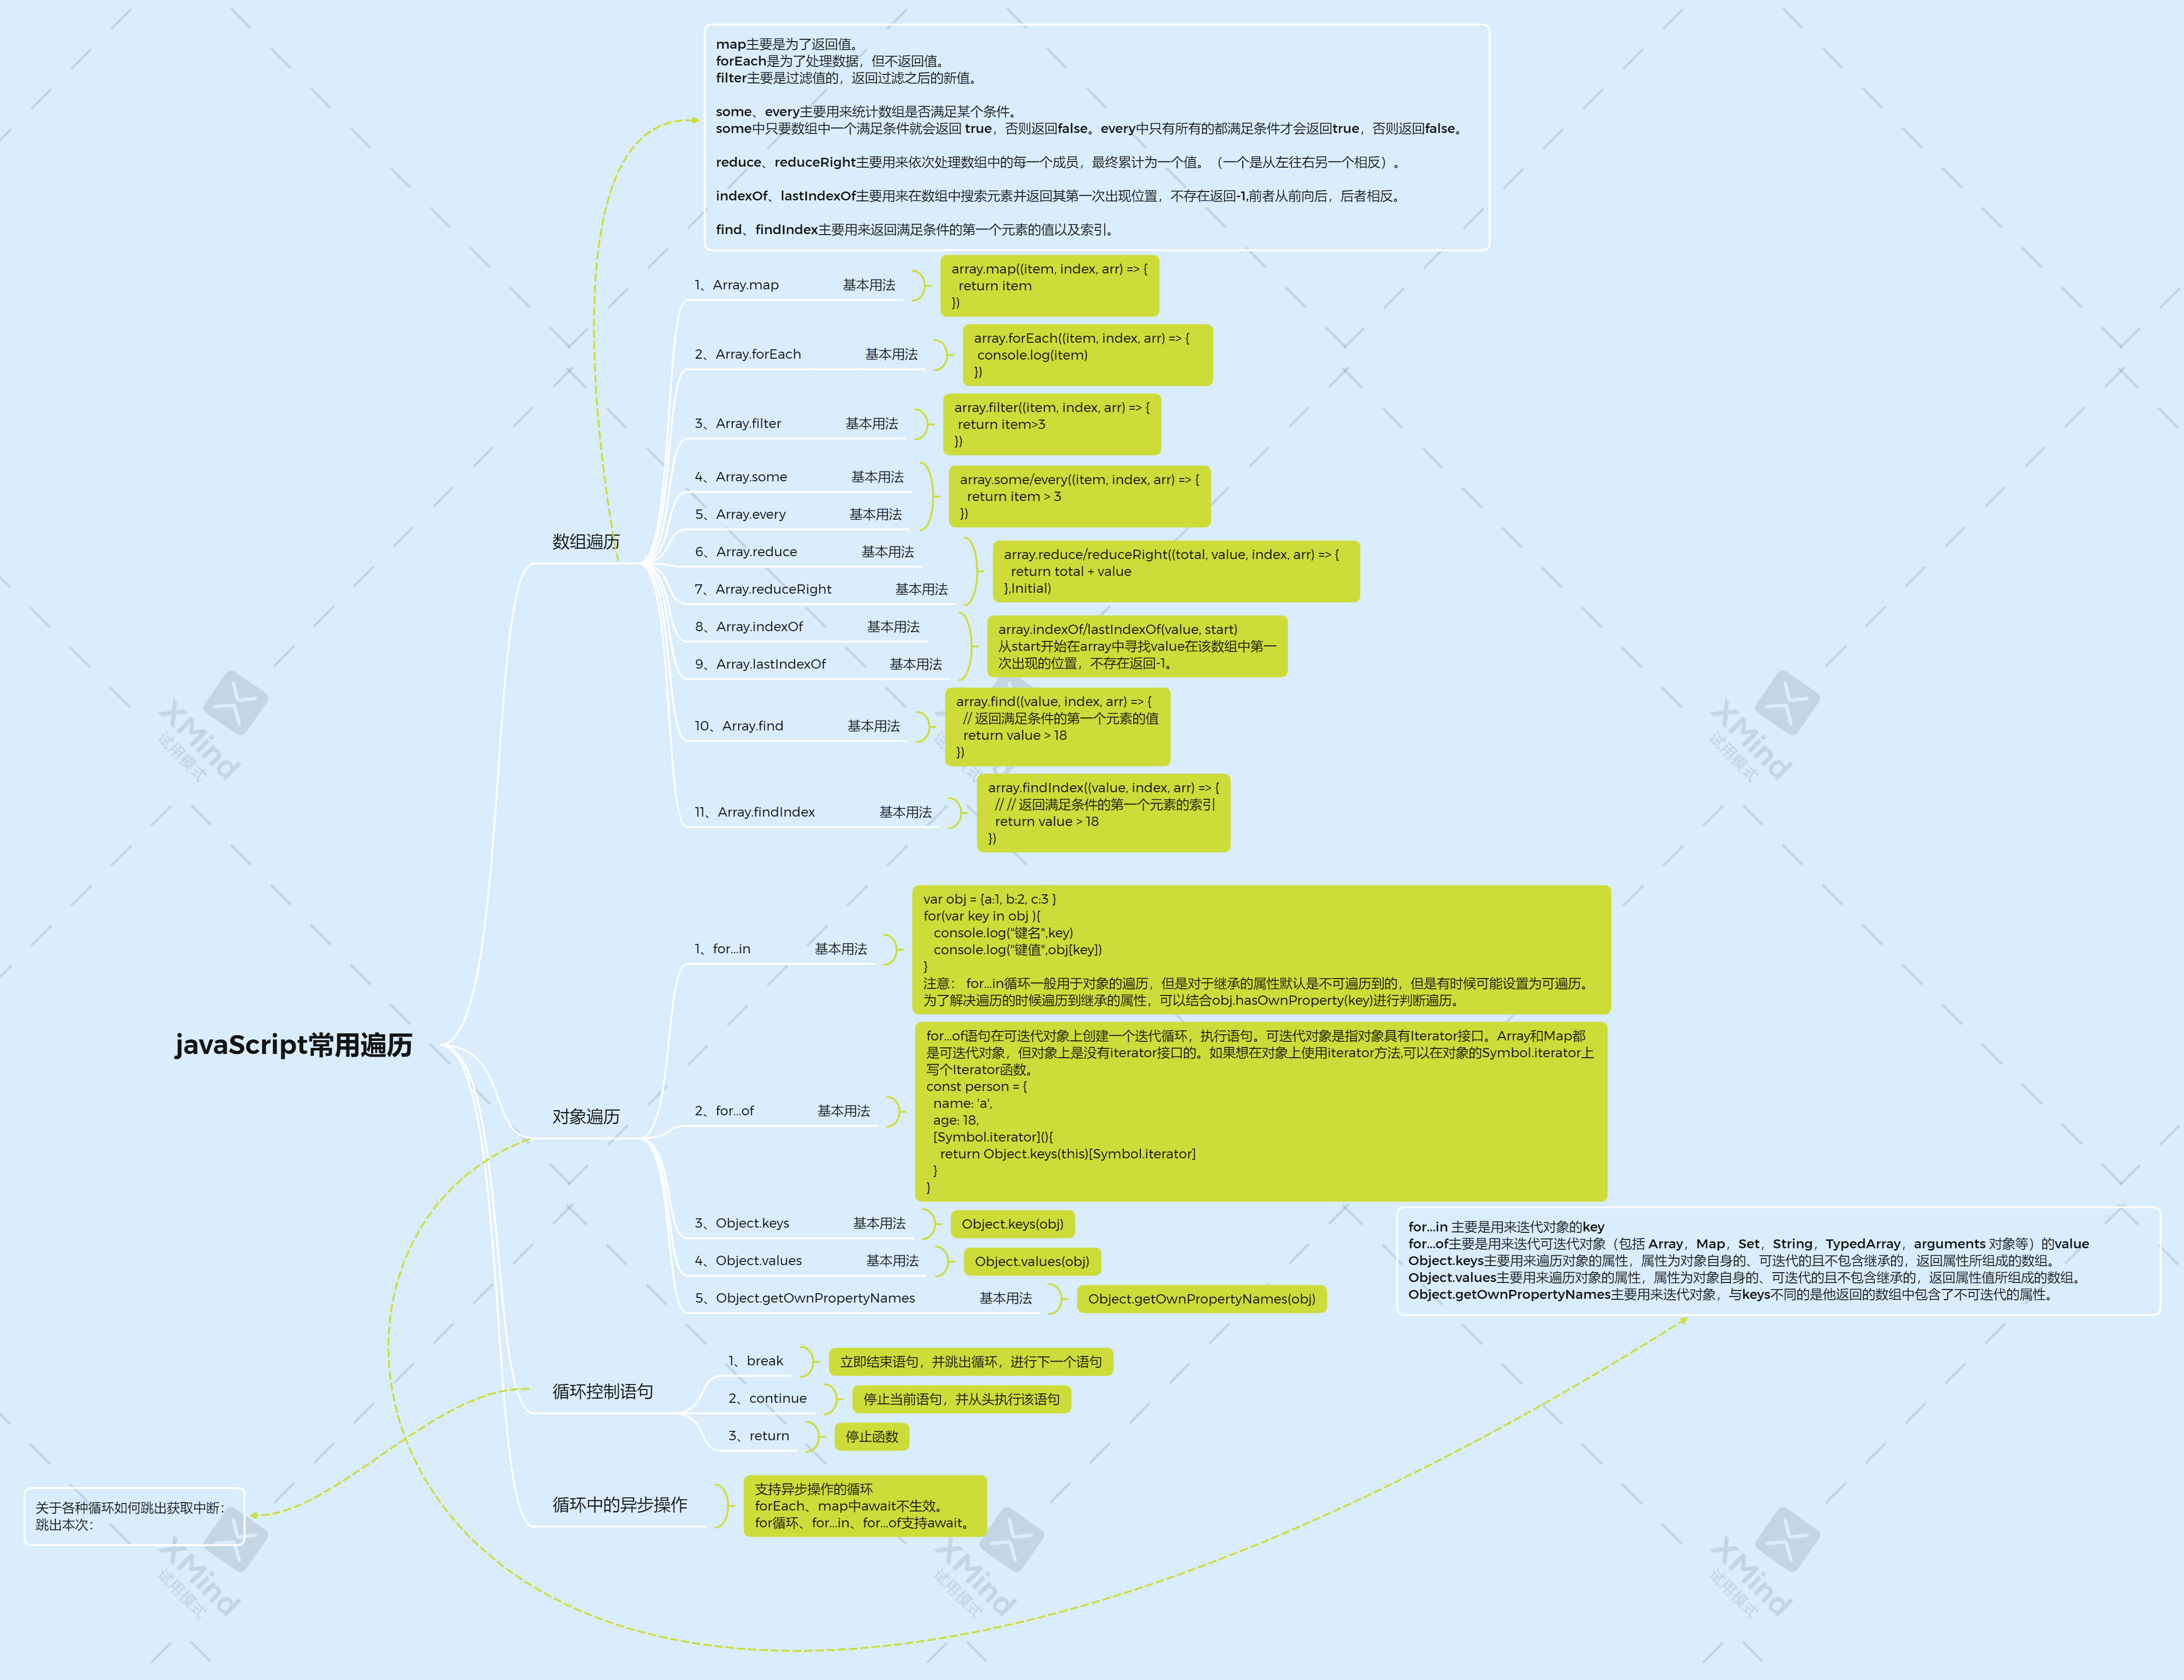 map主要是为了返回值。
forEach是为了处理数据，但不返回值。
filter主要是过滤值的，返回过滤之后的新值。
some、every主要用来统计数组是否满足某个条件。
some中只要数组中一个满足条件就会返回 true，否则返回false。every中只有所有的都满足条件才会返回true，否则返回false。
reduce、reduceRight主要用来依次处理数组中的每一个成员，最终累计为一个值。（一个是从左往右另一个相反）。
indexOf、lastIndexOf主要用来在数组中搜索元素并返回其第一次出现位置，不存在返回-1,前者从前向后，后者相反。
find、findIndex主要用来返回满足条件的第一个元素的值以及索引。
javaScript常用遍历
数组遍历
1、Array.map
基本用法
array.map((item, index, arr) => {
return item
})
2、Array.forEach
基本用法
array.forEach((item, index, arr) => {
console.log(item)
})
3、Array.filter
基本用法
array.filter((item, index, arr) => {
return item>3
})
4、Array.some
基本用法
5、Array.every
基本用法
array.some/every((item, index, arr) => {
return item > 3
})
6、Array.reduce
基本用法
7、Array.reduceRight
基本用法
array.reduce/reduceRight((total, value, index, arr) => {
return total + value
},Initial)
8、Array.indexOf
基本用法
9、Array.lastIndexOf
基本用法
array.indexOf/lastIndexOf(value, start)
从start开始在array中寻找value在该数组中第一
次出现的位置，不存在返回-1。
10、Array.find
基本用法
array.find((value, index, arr) => {
// 返回满足条件的第一个元素的值
return value > 18
})
11、Array.findIndex
基本用法
array.findIndex((value, index, arr) => {
// // 返回满足条件的第一个元素的索引
return value > 18
})
对象遍历
1、for...in
基本用法
var obj = {a:1, b:2, c:3 }
for(var key in obj ){
console.log("键名",key)
console.log("键值",obj[key])
}
注意： for...in循环一般用于对象的遍历，但是对于继承的属性默认是不可遍历到的，但是有时候可能设置为可遍历。
为了解决遍历的时候遍历到继承的属性，可以结合obj.hasOwnProperty(key)进行判断遍历。
2、for...of
基本用法
for...of语句在可迭代对象上创建一个迭代循环，执行语句。可迭代对象是指对象具有Iterator接口。Array和Map都
是可迭代对象，但对象上是没有iterator接口的。如果想在对象上使用iterator方法,可以在对象的Symbol.iterator上
写个Iterator函数。
const person = {
name: 'a',
age: 18,
[Symbol.iterator](){
return Object.keys(this)[Symbol.iterator]
}
}
3、Object.keys
基本用法
Object.keys(obj)
4、Object.values
基本用法
Object.values(obj)
5、Object.getOwnPropertyNames
基本用法
Object.getOwnPropertyNames(obj)
for...in 主要是用来迭代对象的key
for...of主要是用来迭代可迭代对象（包括 Array，Map，Set，String，TypedArray，arguments 对象等）的value
Object.keys主要用来遍历对象的属性，属性为对象自身的、可迭代的且不包含继承的，返回属性所组成的数组。
Object.values主要用来遍历对象的属性，属性为对象自身的、可迭代的且不包含继承的，返回属性值所组成的数组。
Object.getOwnPropertyNames主要用来迭代对象，与keys不同的是他返回的数组中包含了不可迭代的属性。
循环控制语句
1、break
立即结束语句，并跳出循环，进行下一个语句
2、continue
停止当前语句，并从头执行该语句
3、return
停止函数
关于各种循环如何跳出获取中断：
跳出本次：
循环中的异步操作
支持异步操作的循环
forEach、map中await不生效。
for循环、for...in、for...of支持await。
XMind
试用模式
XMind
试用模式
XMind
试用模式
XMind
试用模式
XMind
试用模式